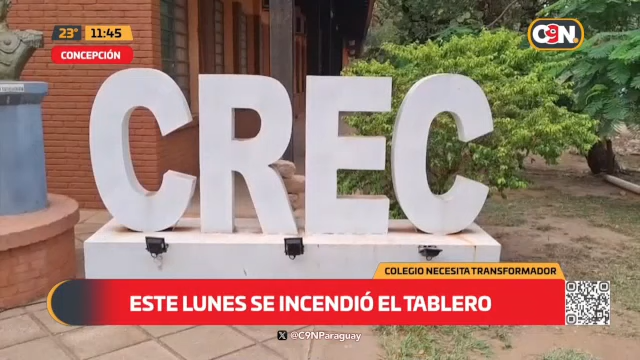 23° 11:45
CONCEPCIÓN
C9N
CREC
COLEGIO NECESITA TRANSFORMADOR
ESTE LUNES SE INCENDIÓ EL TABLERO
@C9NParaguay